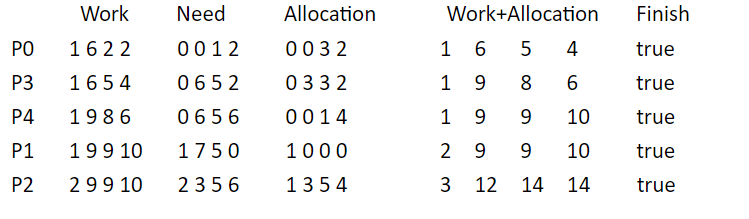 Work Need Allocation Work+Allocation Finish
P0 1 6 2 2 0 0 1 2 0 0 3 2 1 6 5 4 true
P3 1 6 5 4 0 6 5 2 0 3 3 2 1 9 8 6 true
P4 1 9 8 6 0 6 5 6 0 0 1 4 1 9 9 10 true
P1 1 9 9 10 1 7 5 0 1 0 0 0 2 9 9 10 true
P2 2 9 9 10 2 3 5 6 1 3 5 4 3 12 14 14 true